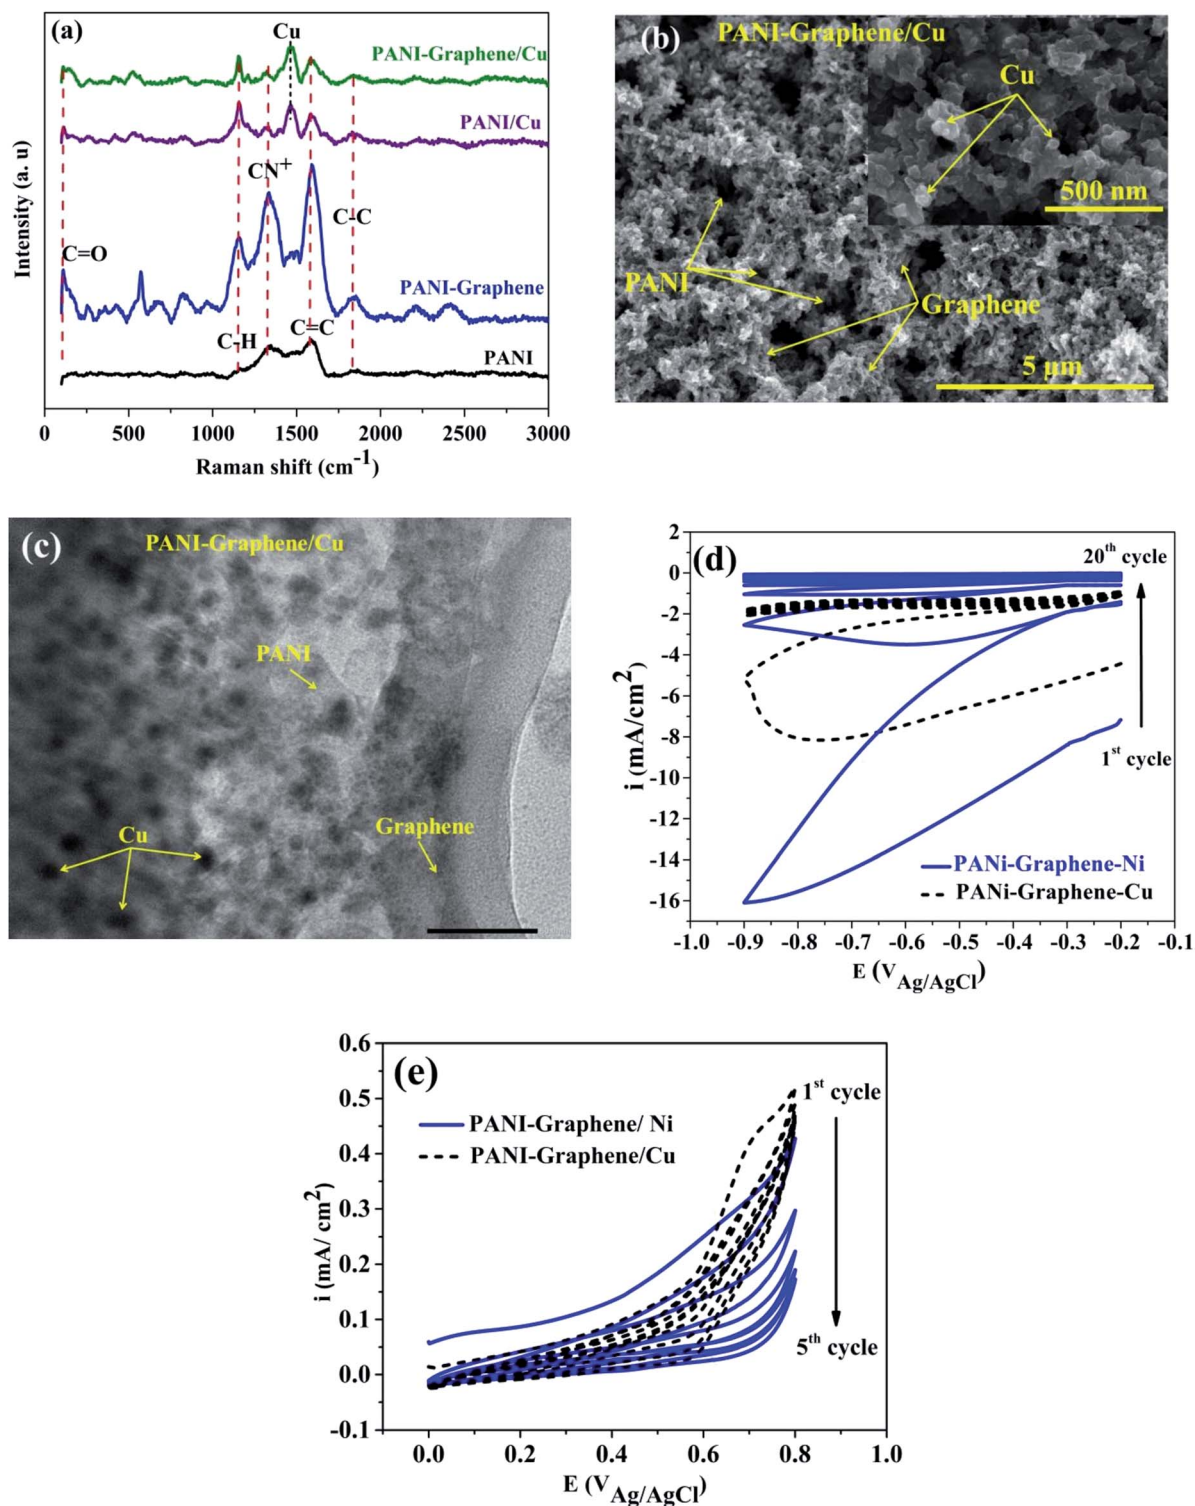 (a)
Cu
PANI-Graphene/Cu
PANI/Cu
CN+
C-C
C=O
PANI-Graphene
C-H
C=C
PANI
Intensity (a. u)
0 500 1000 1500 2000 2500 3000
Raman shift (cm-1)
(b)
PANI-Graphene/Cu
Cu
500 nm
PANI
Graphene
5 µm
(c)
PANI-Graphene/Cu
PANI
Cu
Graphene
(d)
20th cycle
1st cycle
PANi-Graphene-Ni
PANi-Graphene-Cu
i (mA/cm2)
2
0
-2
-4
-6
-8
-10
-12
-14
-16
-1.0 -0.9 -0.8 -0.7 -0.6 -0.5 -0.4 -0.3 -0.2 -0.1
E (VAg/AgCl)
(e)
1st cycle
PANI-Graphene/ Ni
PANI-Graphene/Cu
5th cycle
i (mA/ cm2)
0.6
0.5
0.4
0.3
0.2
0.1
0.0
-0.1
0.0 0.2 0.4 0.6 0.8 1.0
E (VAg/AgCl)